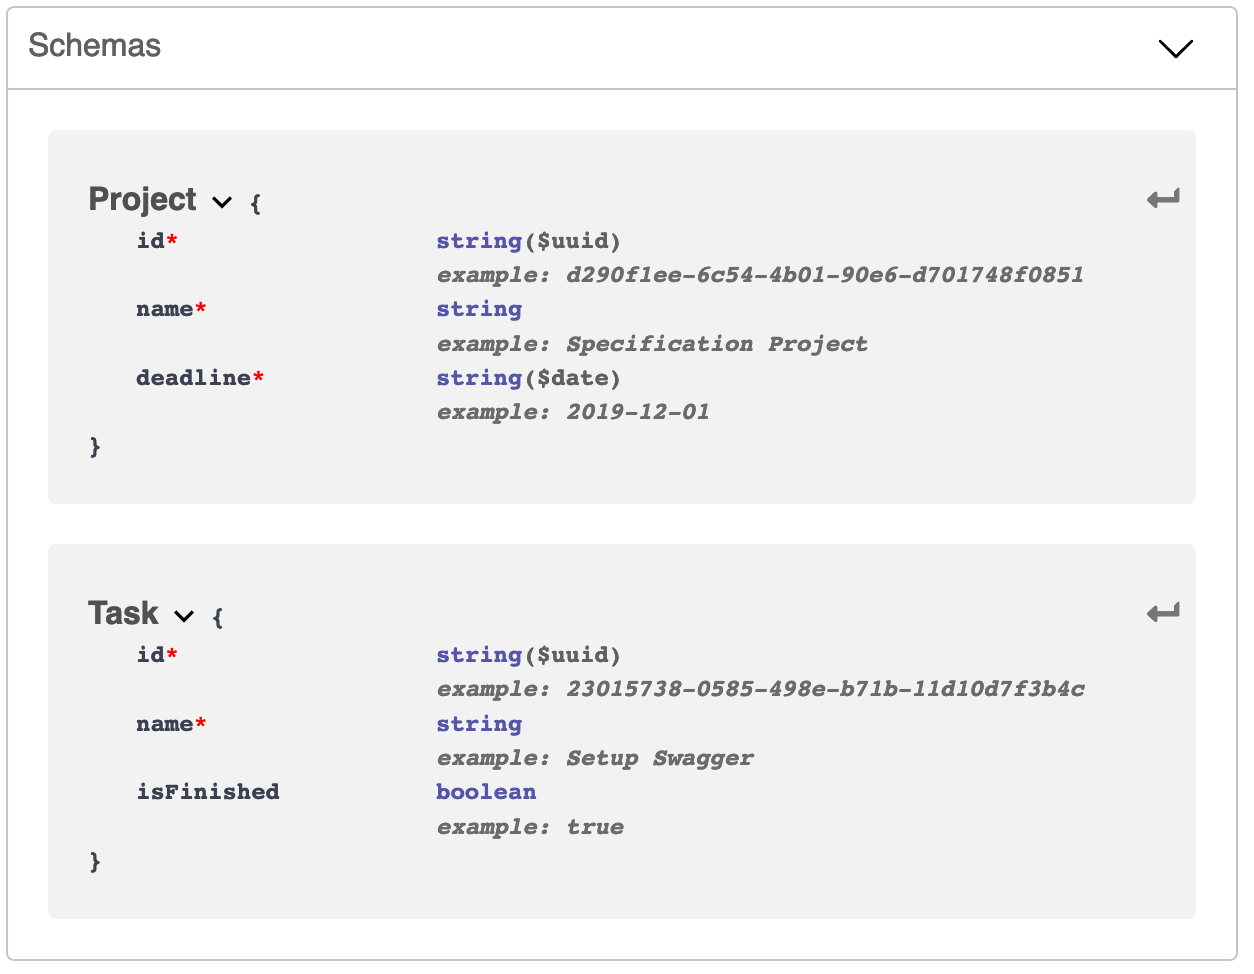 Schemas
Project {
id* string($uuid)
example: d290f1ee-6c54-4b01-90e6-d701748f0851
name* string
example: Specification Project
deadline* string($date)
example: 2019-12-01
}
Task {
id* string($uuid)
example: 23015738-0585-498e-b71b-11d10d7f3b4c
name* string
example: Setup Swagger
isFinished boolean
example: true
}